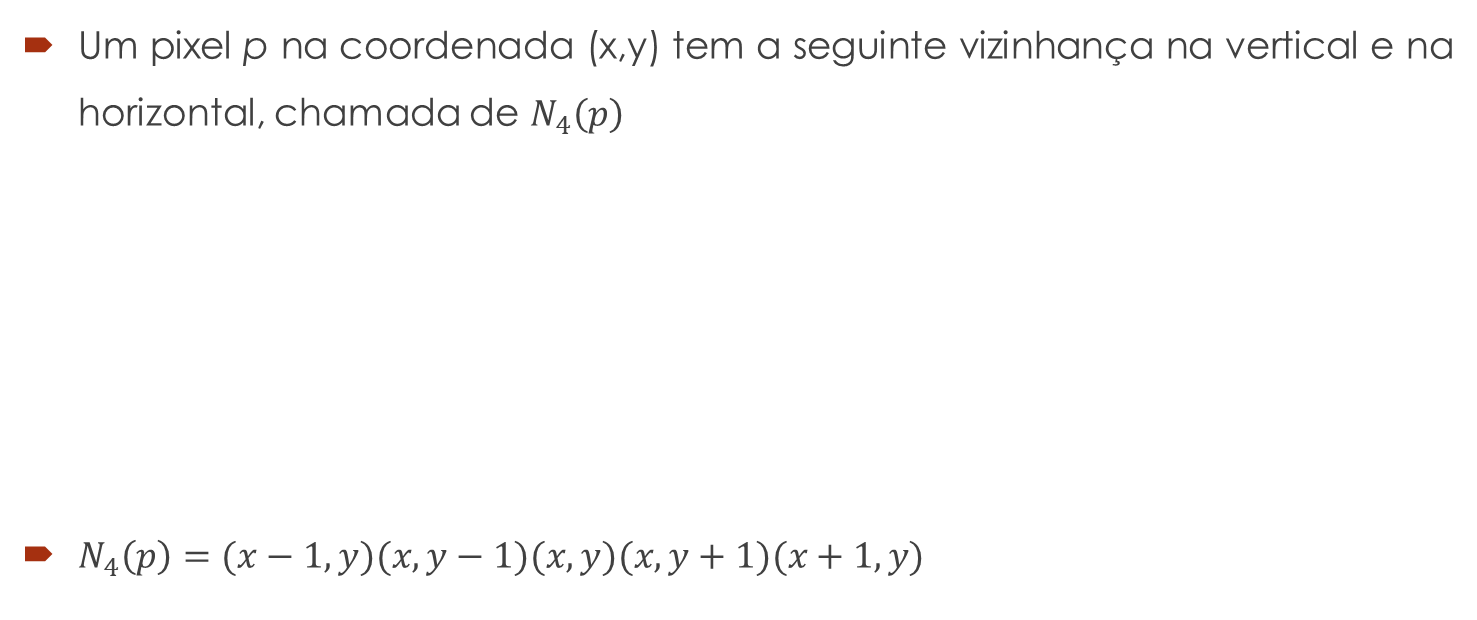 Um pixel p na coordenada (x,y) tem a seguinte vizinhança na vertical e na
horizontal, chamada de N₄(p)
N₄(p) = (x − 1, y)(x, y − 1)(x, y)(x, y + 1)(x + 1, y)